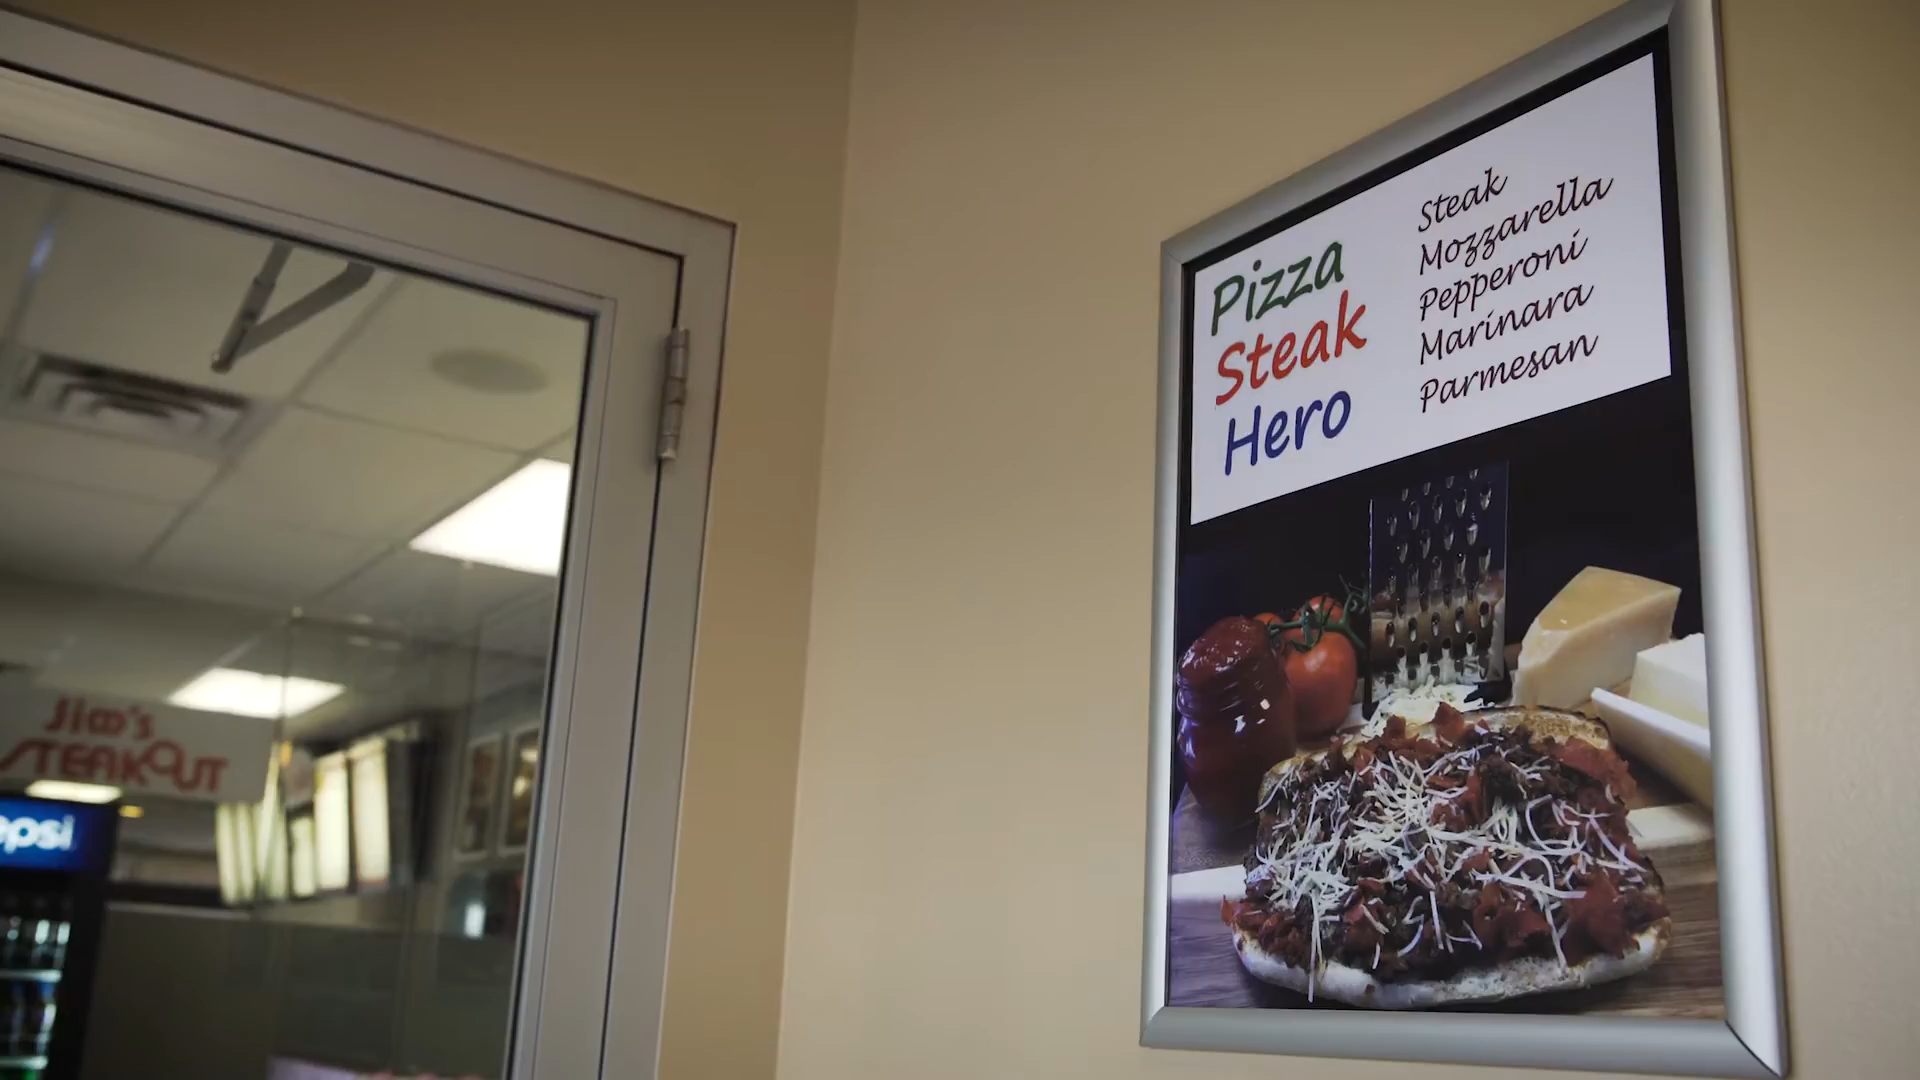 Pizza
Steak
Hero
Steak
Mozzarella
Pepperoni
Marinara
Parmesan
Jim's
STEAKOUT
epsi